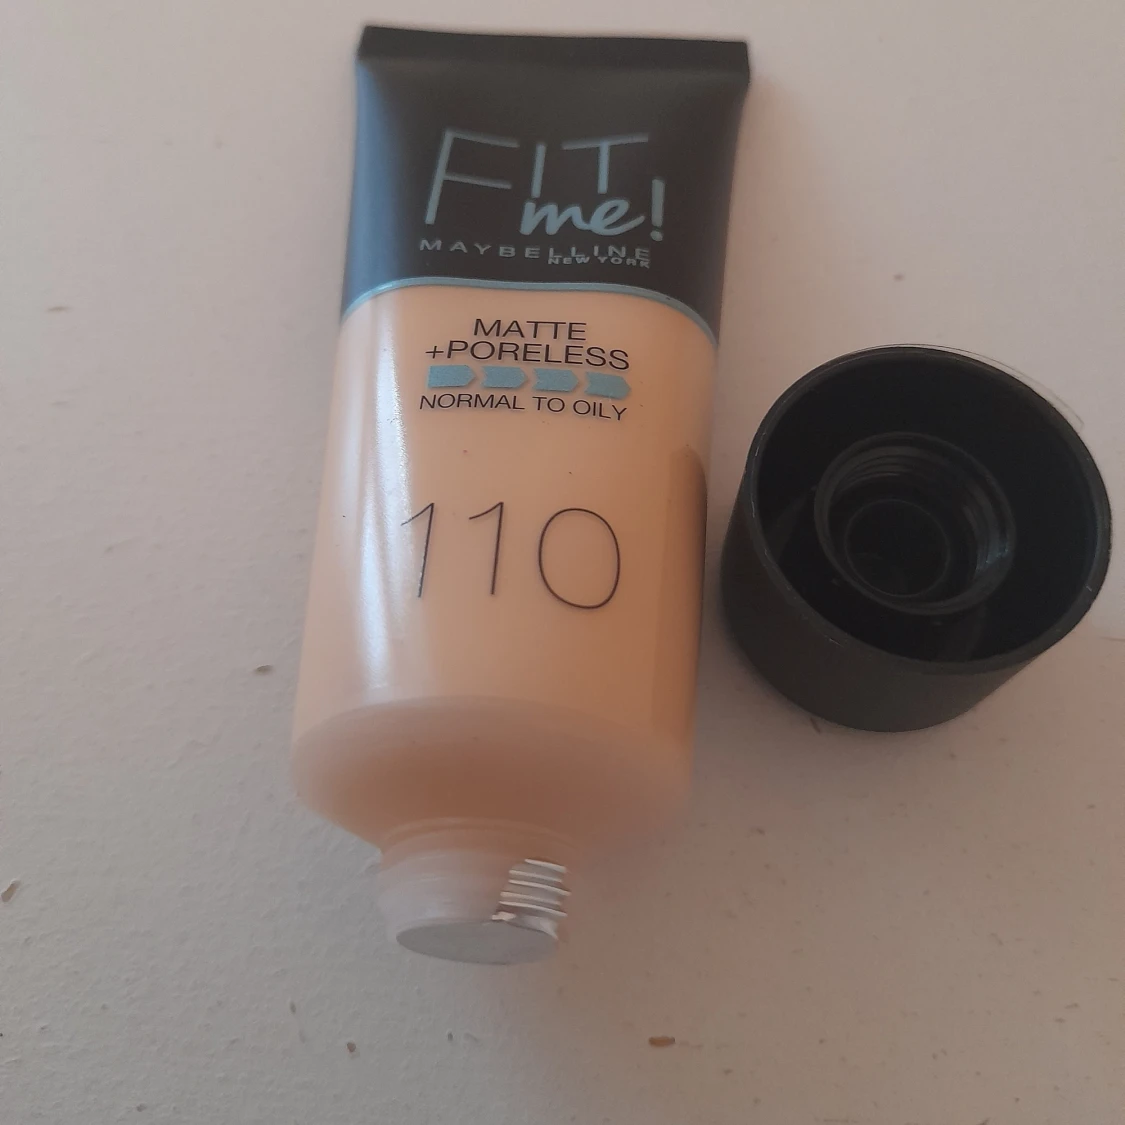 FIT
me!
MAYBELLINE
NEW YORK
MATTE
+PORELESS
NORMAL TO OILY
110